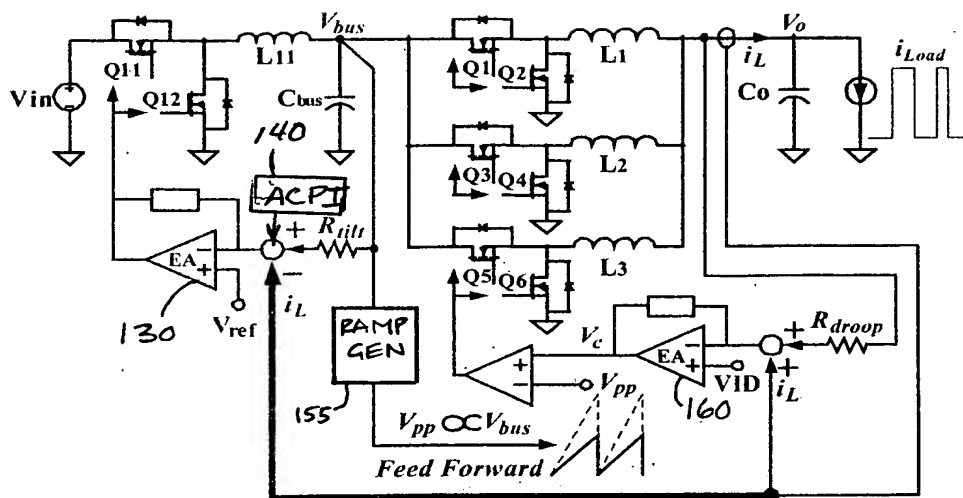 Vbus
L11
L1
Vo
iL
iLoad
Q11
Q1
Q2
Vin
Q12
Cbus
Co
140
L2
Q3
Q4
ACPI
+
Rtilt
−
L3
EA
−
+
Q5
Q6
iL
130
Vref
RAMP
GEN
Vc
Rdroop
+
EA
−
+
+
VID
iL
+
−
Vpp
160
155
Vpp ∝ Vbus
Feed Forward